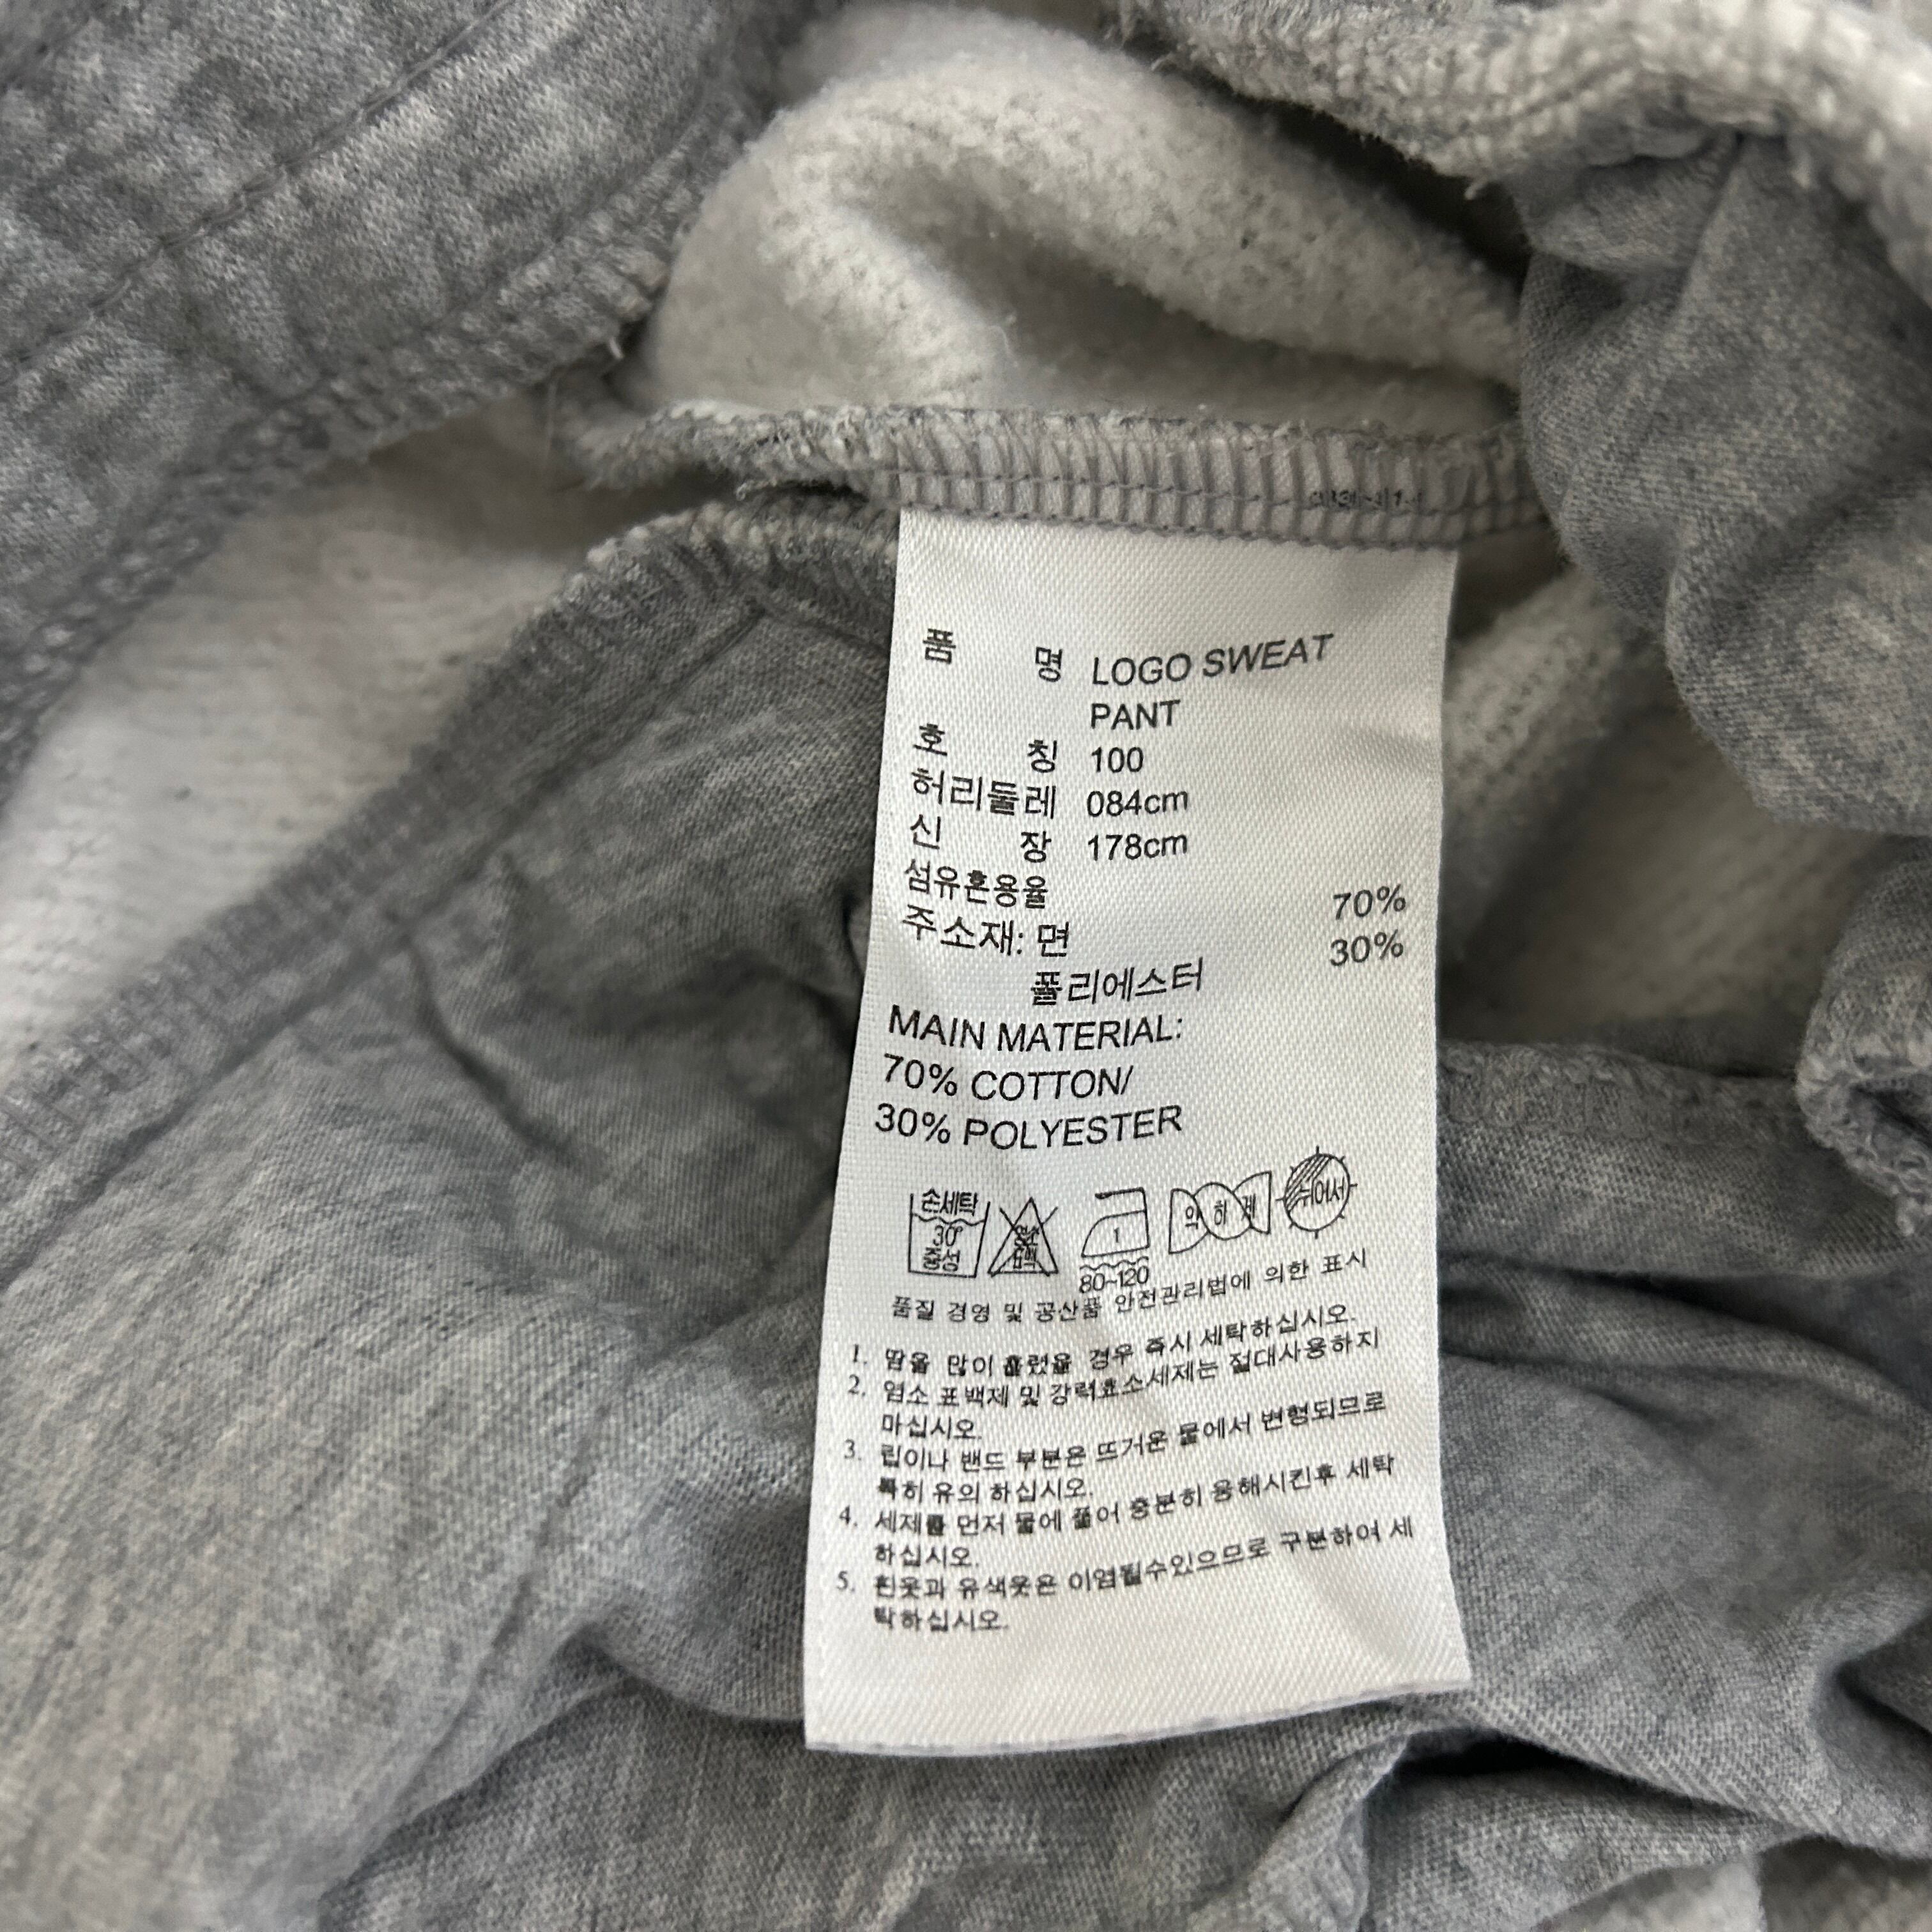 품 명 LOGO SWEAT
PANT
호 칭 100
허리둘레 084cm
신 장 178cm
섬유혼용율
주소재: 면 70%
폴리에스터 30%
MAIN MATERIAL:
70% COTTON/
30% POLYESTER
손세탁
30°
중성
염소
표백
1
80~120
약하게
뉘어서
품질 경영 및 공산품 안전관리법에 의한 표시
1. 땀을 많이 흘렸을 경우 즉시 세탁하십시오.
2. 염소 표백제 및 강력효소세제는 절대사용하지
마십시오.
3. 립이나 밴드 부분은 뜨거운 물에서 변형되므로
특히 유의 하십시오.
4. 세제를 먼저 물에 풀어 충분히 용해시킨후 세탁
하십시오.
5. 흰옷과 유색옷은 이염될수있으므로 구분하여 세
탁하십시오.